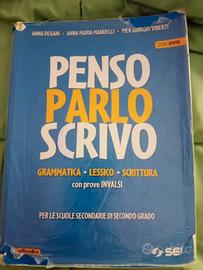 ANNA DEGANI · ANNA MARIA MANDELLI · PIER GIORGIO VIBERTI
CON DVD
PENSO
PARLO
SCRIVO
GRAMMATICA • LESSICO • SCRITTURA
con prove INVALSI
PER LE SCUOLE SECONDARIE DI SECONDO GRADO
SEI